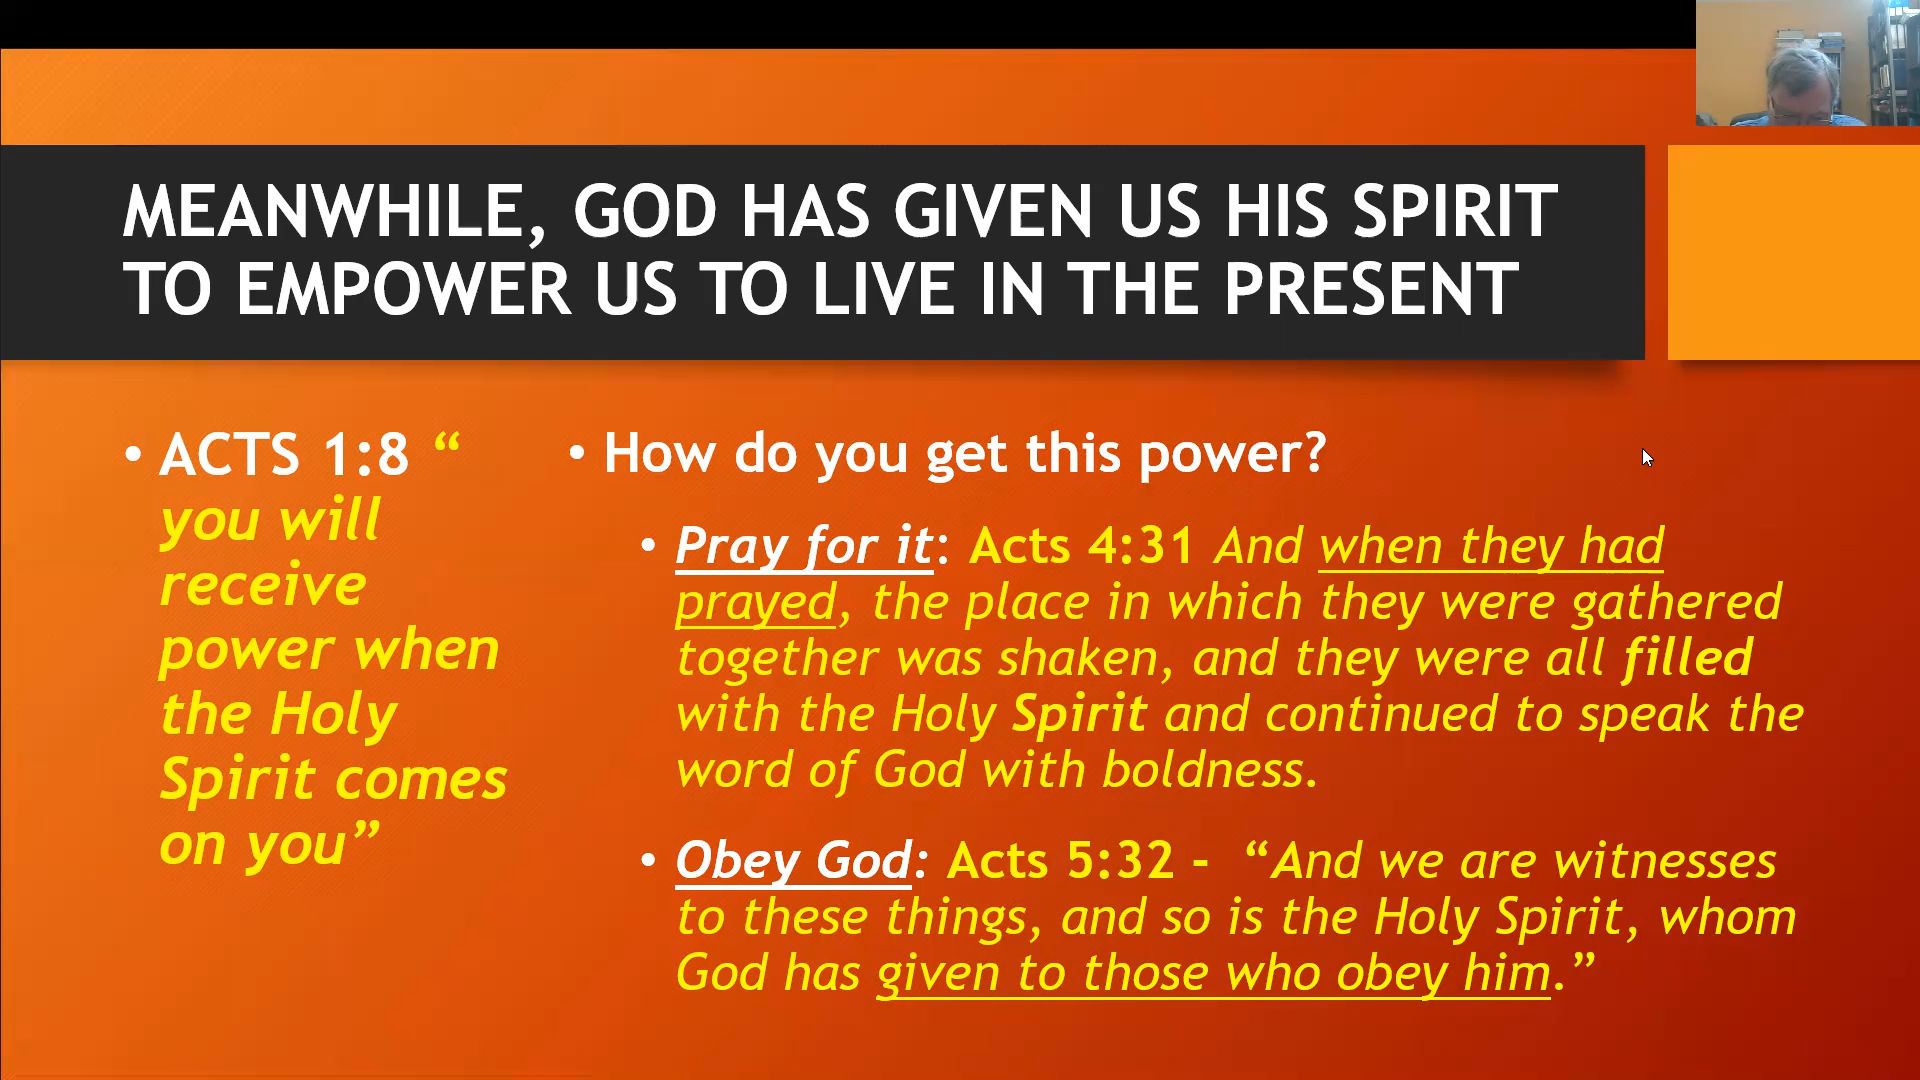 MEANWHILE, GOD HAS GIVEN US HIS SPIRIT
TO EMPOWER US TO LIVE IN THE PRESENT
• ACTS 1:8 “
you will
receive
power when
the Holy
Spirit comes
on you”
• How do you get this power?
• Pray for it: Acts 4:31 And when they had
prayed, the place in which they were gathered
together was shaken, and they were all filled
with the Holy Spirit and continued to speak the
word of God with boldness.
• Obey God: Acts 5:32 – “And we are witnesses
to these things, and so is the Holy Spirit, whom
God has given to those who obey him.”